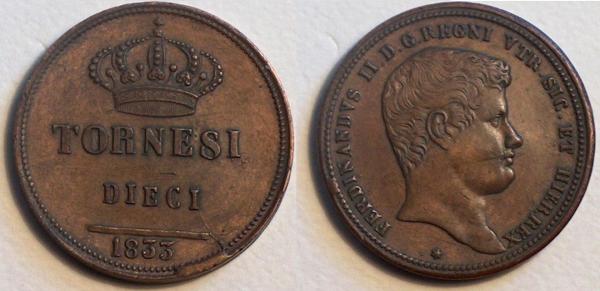 TORNESI
DIECI
1833
FERDINANDVS II D.G.REGNI VTR.SIC.ET HIER.REX